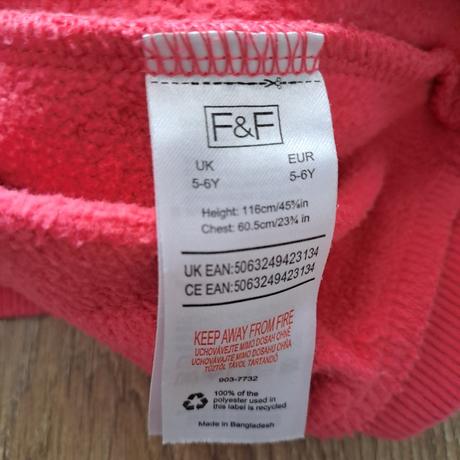 F&F
UK EUR
5-6Y 5-6Y
Height: 116cm/45¾in
Chest: 60.5cm/23¾ in
UK EAN:5063249423134
CE EAN:5063249423134
KEEP AWAY FROM FIRE
UCHOVÁVEJTE MIMO DOSAH OHNĚ
UCHOVÁVAJTE MIMO DOSAHU OHŇA
TŰZTŐL TÁVOL TARTANDÓ
903-7732
100% of the
polyester used in
this label is recycled
Made in Bangladesh